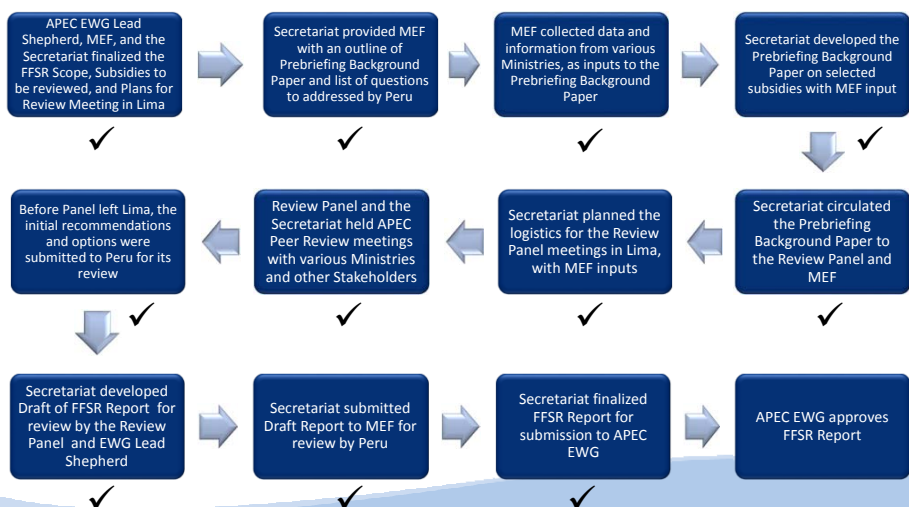 APEC EWG Lead
Shepherd, MEF, and the
Secretariat finalized the
FFSR Scope, Subsidies to
be reviewed, and Plans for
Review Meeting in Lima
Secretariat provided MEF
with an outline of
Prebriefing Background
Paper and list of questions
to addressed by Peru
MEF collected data and
information from various
Ministries, as inputs to the
Prebriefing Background
Paper
Secretariat developed the
Prebriefing Background
Paper on selected
subsidies with MEF input
Secretariat circulated
the Prebriefing
Background Paper to
the Review Panel and
MEF
Secretariat planned the
logistics for the Review
Panel meetings in Lima,
with MEF inputs
Review Panel and the
Secretariat held APEC
Peer Review meetings
with various Ministries
and other Stakeholders
Before Panel left Lima, the
initial recommendations
and options were
submitted to Peru for its
review
Secretariat developed
Draft of FFSR Report for
review by the Review
Panel and EWG Lead
Shepherd
Secretariat submitted
Draft Report to MEF for
review by Peru
Secretariat finalized
FFSR Report for
submission to APEC
EWG
APEC EWG approves
FFSR Report